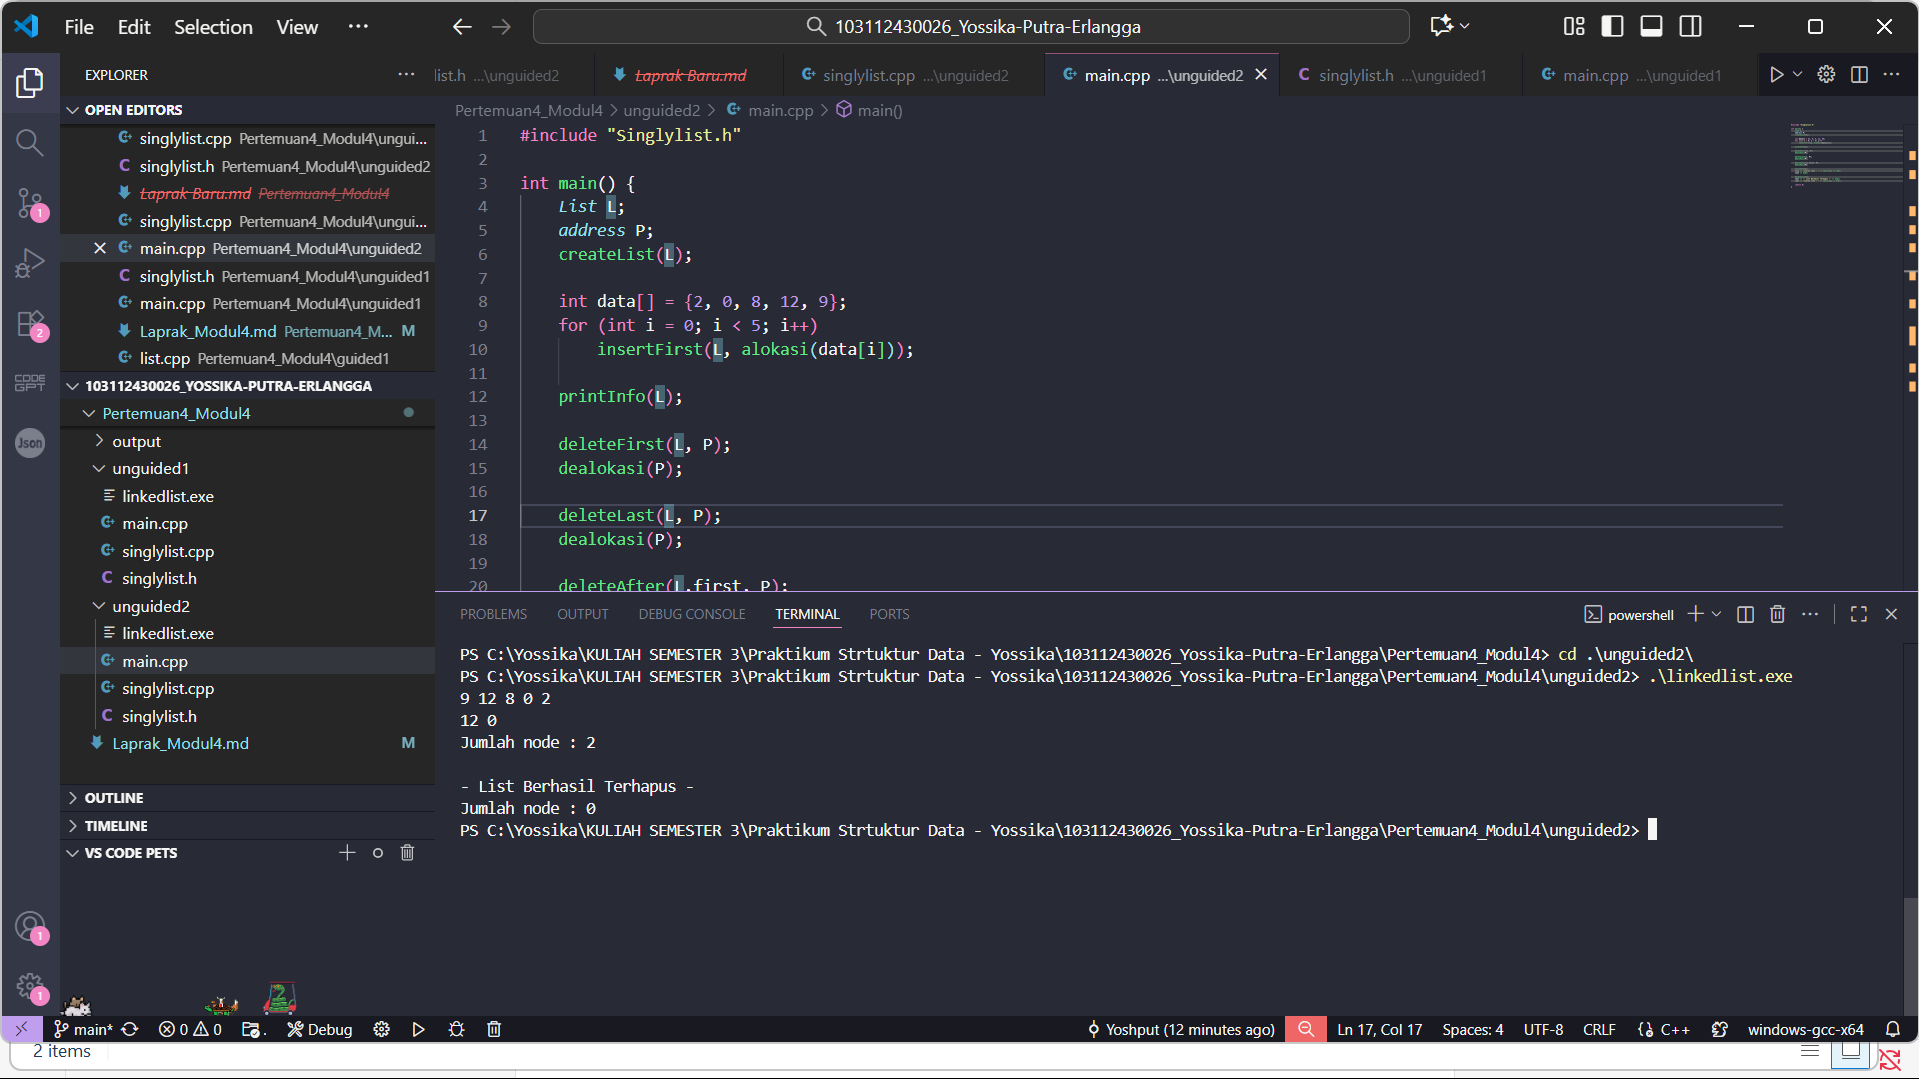 File Edit Selection View ···
103112430026_Yossika-Putra-Erlangga
EXPLORER
list.h ...\unguided2
Laprak Baru.md
singlylist.cpp ...\unguided2
main.cpp ...\unguided2
singlylist.h ...\unguided1
main.cpp ...\unguided1
OPEN EDITORS
singlylist.cpp Pertemuan4_Modul4\ungui...
singlylist.h Pertemuan4_Modul4\unguided2
Laprak Baru.md Pertemuan4_Modul4
singlylist.cpp Pertemuan4_Modul4\ungui...
main.cpp Pertemuan4_Modul4\unguided2
singlylist.h Pertemuan4_Modul4\unguided1
main.cpp Pertemuan4_Modul4\unguided1
Laprak_Modul4.md Pertemuan4_M... M
list.cpp Pertemuan4_Modul4\guided1
103112430026_YOSSIKA-PUTRA-ERLANGGA
Pertemuan4_Modul4
output
unguided1
linkedlist.exe
main.cpp
singlylist.cpp
singlylist.h
unguided2
linkedlist.exe
main.cpp
singlylist.cpp
singlylist.h
Laprak_Modul4.md M
OUTLINE
TIMELINE
VS CODE PETS
1
2
CODE GPT
Json
1
1
Pertemuan4_Modul4 > unguided2 > main.cpp > main()
1 #include "Singlylist.h"
2
3 int main() {
4 List L;
5 address P;
6 createList(L);
7
8 int data[] = {2, 0, 8, 12, 9};
9 for (int i = 0; i < 5; i++)
10 insertFirst(L, alokasi(data[i]));
11
12 printInfo(L);
13
14 deleteFirst(L, P);
15 dealokasi(P);
16
17 deleteLast(L, P);
18 dealokasi(P);
19
20 deleteAfter(L.first, P);
PROBLEMS OUTPUT DEBUG CONSOLE TERMINAL PORTS
powershell
PS C:\Yossika\KULIAH SEMESTER 3\Praktikum Strtuktur Data - Yossika\103112430026_Yossika-Putra-Erlangga\Pertemuan4_Modul4> cd .\unguided2\
PS C:\Yossika\KULIAH SEMESTER 3\Praktikum Strtuktur Data - Yossika\103112430026_Yossika-Putra-Erlangga\Pertemuan4_Modul4\unguided2> .\linkedlist.exe
9 12 8 0 2
12 0
Jumlah node : 2
- List Berhasil Terhapus -
Jumlah node : 0
PS C:\Yossika\KULIAH SEMESTER 3\Praktikum Strtuktur Data - Yossika\103112430026_Yossika-Putra-Erlangga\Pertemuan4_Modul4\unguided2>
main* 0 0 Debug
Yoshput (12 minutes ago) Ln 17, Col 17 Spaces: 4 UTF-8 CRLF {} C++ windows-gcc-x64
2 items